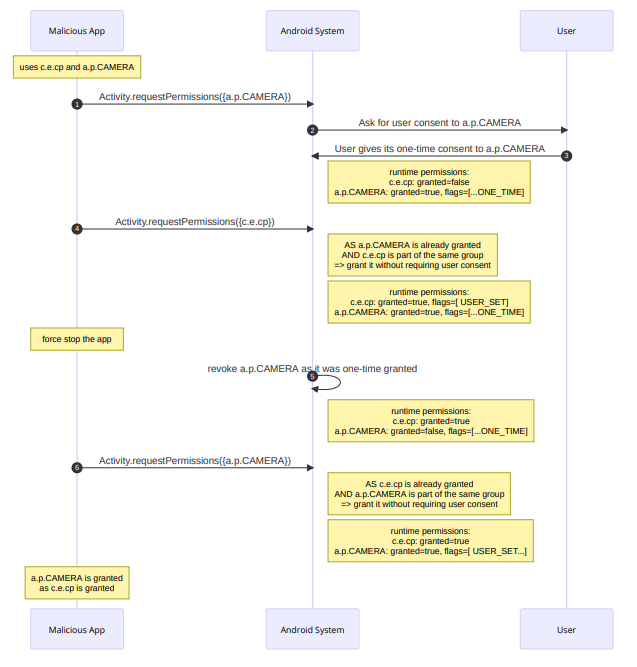 Malicious App
Android System
User
uses c.e.cp and a.p.CAMERA
1
Activity.requestPermissions({a.p.CAMERA})
2
Ask for user consent to a.p.CAMERA
User gives its one-time consent to a.p.CAMERA
3
runtime permissions:
c.e.cp: granted=false
a.p.CAMERA: granted=true, flags=[...ONE_TIME]
4
Activity.requestPermissions({c.e.cp})
AS a.p.CAMERA is already granted
AND c.e.cp is part of the same group
=> grant it without requiring user consent
runtime permissions:
c.e.cp: granted=true, flags=[ USER_SET]
a.p.CAMERA: granted=true, flags=[...ONE_TIME]
force stop the app
revoke a.p.CAMERA as it was one-time granted
5
runtime permissions:
c.e.cp: granted=true
a.p.CAMERA: granted=false, flags=[...ONE_TIME]
6
Activity.requestPermissions({a.p.CAMERA})
AS c.e.cp is already granted
AND a.p.CAMERA is part of the same group
=> grant it without requiring user consent
runtime permissions:
c.e.cp: granted=true
a.p.CAMERA: granted=true, flags=[ USER_SET...]
a.p.CAMERA is granted
as c.e.cp is granted
Malicious App
Android System
User